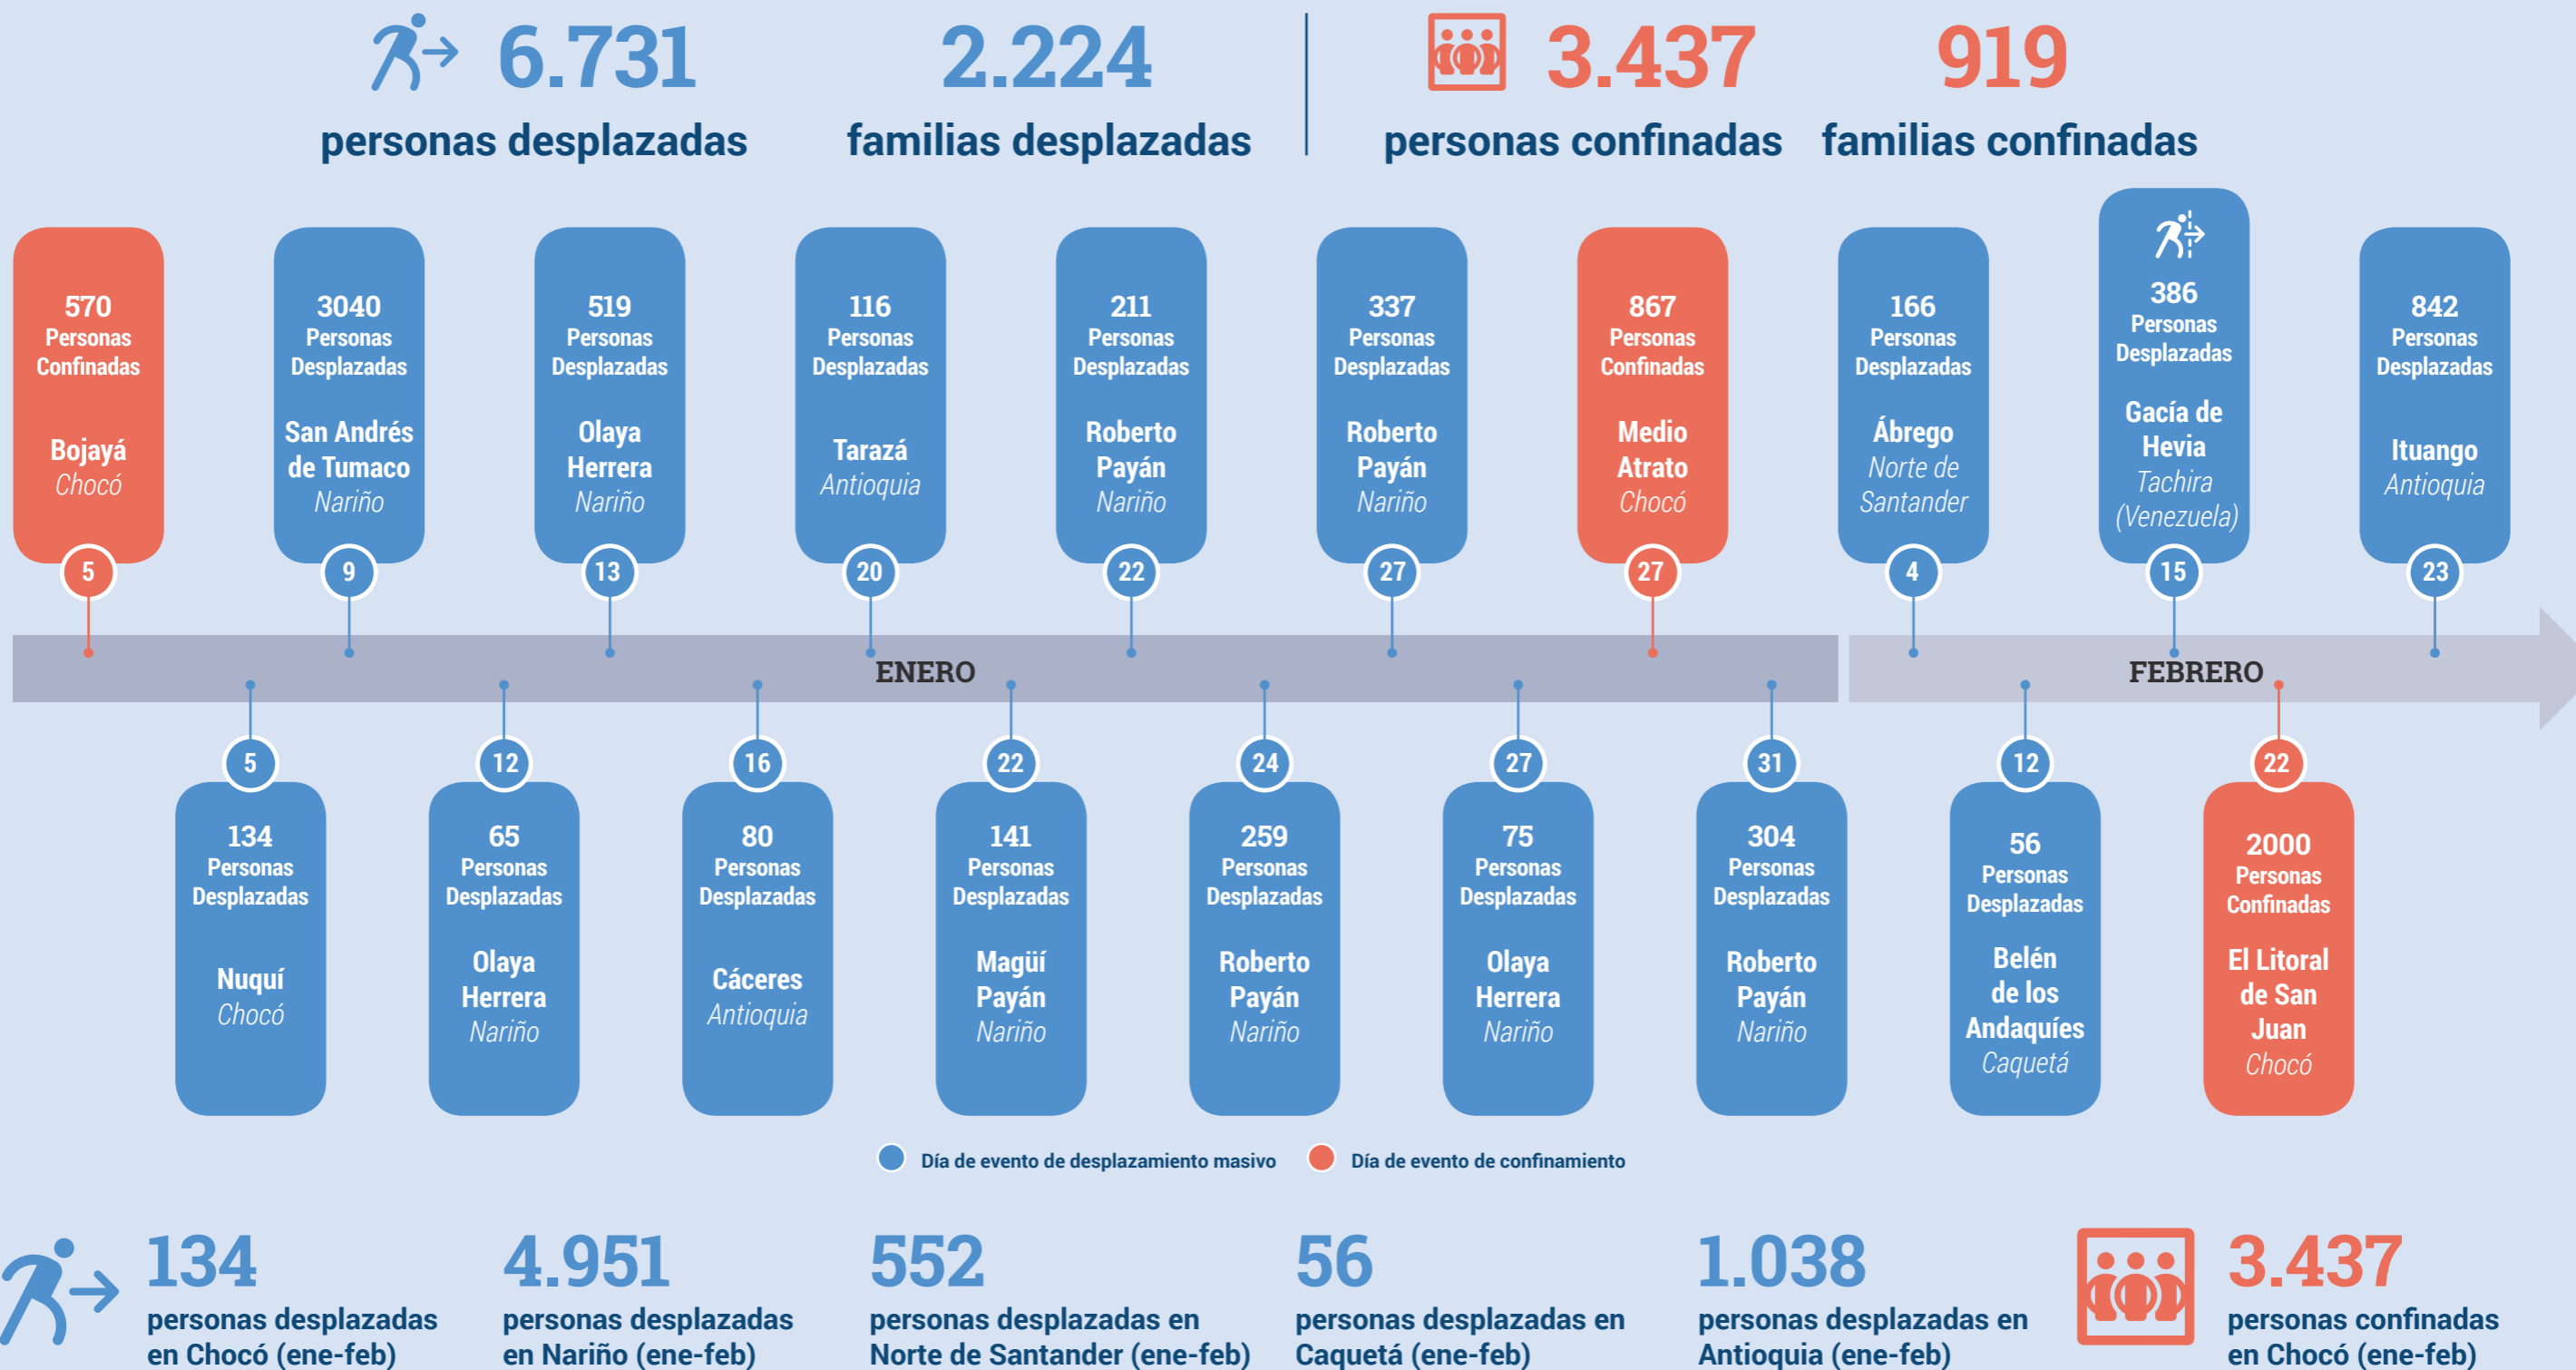 6.731
personas desplazadas
2.224
familias desplazadas
3.437
personas confinadas
919
familias confinadas
570
Personas
Confinadas
Bojayá
Chocó
5
3040
Personas
Desplazadas
San Andrés
de Tumaco
Nariño
9
519
Personas
Desplazadas
Olaya
Herrera
Nariño
13
116
Personas
Desplazadas
Tarazá
Antioquia
20
211
Personas
Desplazadas
Roberto
Payán
Nariño
22
337
Personas
Desplazadas
Roberto
Payán
Nariño
27
867
Personas
Confinadas
Medio
Atrato
Chocó
27
166
Personas
Desplazadas
Ábrego
Norte de
Santander
4
386
Personas
Desplazadas
Gacía de
Hevia
Tachira
(Venezuela)
15
842
Personas
Desplazadas
Ituango
Antioquia
23
ENERO
FEBRERO
5
134
Personas
Desplazadas
Nuquí
Chocó
12
65
Personas
Desplazadas
Olaya
Herrera
Nariño
16
80
Personas
Desplazadas
Cáceres
Antioquia
22
141
Personas
Desplazadas
Magüí
Payán
Nariño
24
259
Personas
Desplazadas
Roberto
Payán
Nariño
27
75
Personas
Desplazadas
Olaya
Herrera
Nariño
31
304
Personas
Desplazadas
Roberto
Payán
Nariño
12
56
Personas
Desplazadas
Belén
de los
Andaquíes
Caquetá
22
2000
Personas
Confinadas
El Litoral
de San
Juan
Chocó
Día de evento de desplazamiento masivo
Día de evento de confinamiento
134
personas desplazadas
en Chocó (ene-feb)
4.951
personas desplazadas
en Nariño (ene-feb)
552
personas desplazadas en
Norte de Santander (ene-feb)
56
personas desplazadas en
Caquetá (ene-feb)
1.038
personas desplazadas en
Antioquia (ene-feb)
3.437
personas confinadas
en Chocó (ene-feb)